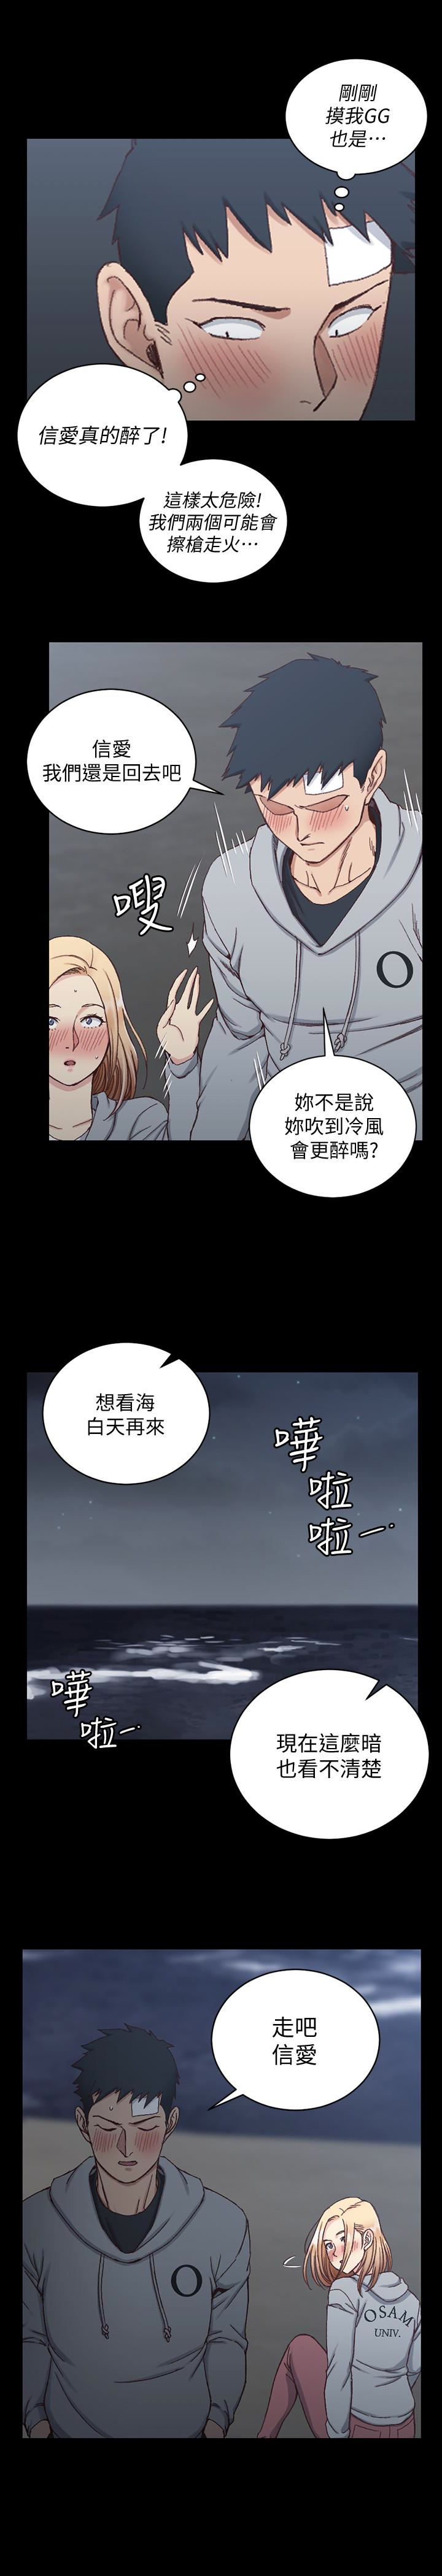 剛剛
摸我GG
也是⋯
信愛真的醉了!
這樣太危險!
我們兩個可能會
擦槍走火⋯
信愛
我們還是回去吧
嗖
O
妳不是說
妳吹到冷風
會更醉嗎?
想看海
白天再來
嘩
啦
啦—
嘩
啦—
現在這麼暗
也看不清楚
走吧
信愛
O
OSAM
UNIV.